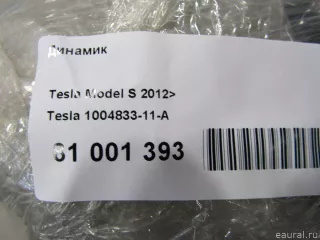 Динамик
Tesla Model S 2012>
Tesla 1004833-11-A
61 001 393
eaural.ru